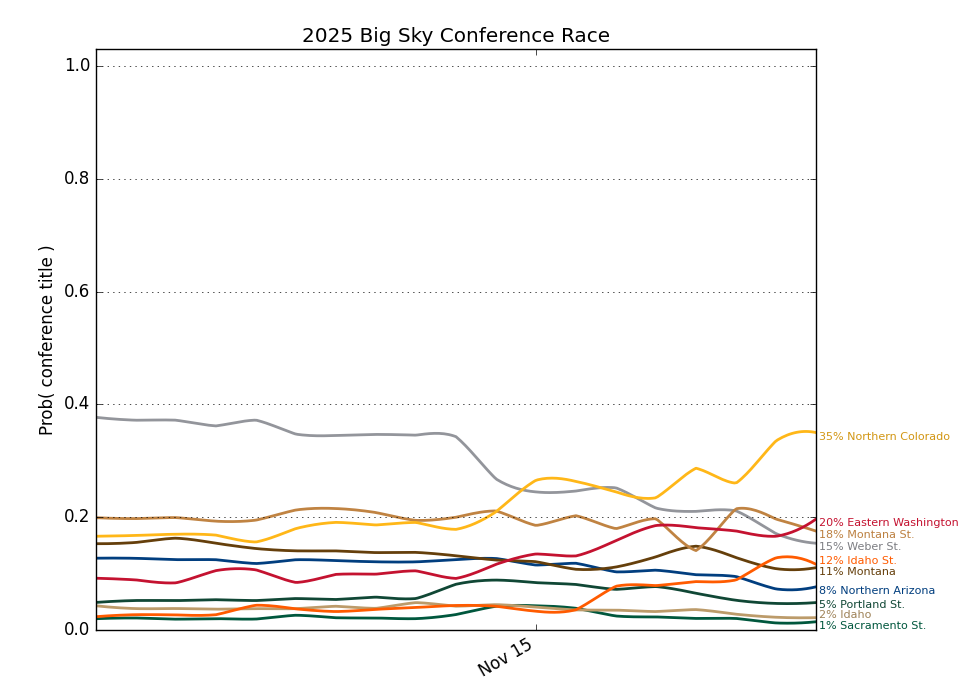 2025 Big Sky Conference Race
Prob( conference title )
1.0
0.8
0.6
0.4
0.2
0.0
Nov 15
35% Northern Colorado
20% Eastern Washington
18% Montana St.
15% Weber St.
12% Idaho St.
11% Montana
8% Northern Arizona
5% Portland St.
2% Idaho
1% Sacramento St.